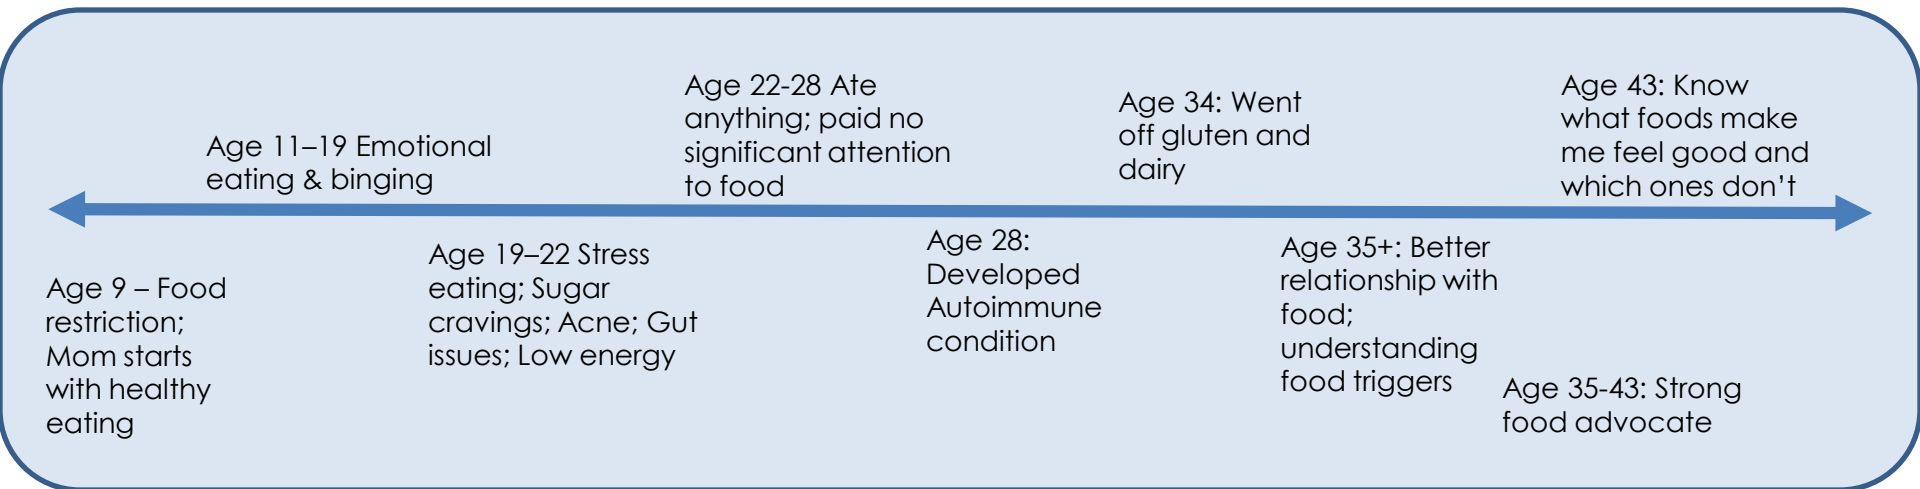 Age 9 – Food
restriction;
Mom starts
with healthy
eating
Age 11–19 Emotional
eating & binging
Age 19–22 Stress
eating; Sugar
cravings; Acne; Gut
issues; Low energy
Age 22-28 Ate
anything; paid no
significant attention
to food
Age 28:
Developed
Autoimmune
condition
Age 34: Went
off gluten and
dairy
Age 35+: Better
relationship with
food;
understanding
food triggers
Age 35-43: Strong
food advocate
Age 43: Know
what foods make
me feel good and
which ones don’t